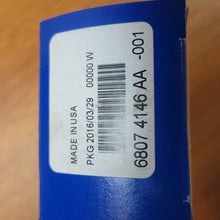 MADE IN USA
PKG 2016/03/29 00000 W
6807 4146 AA -001